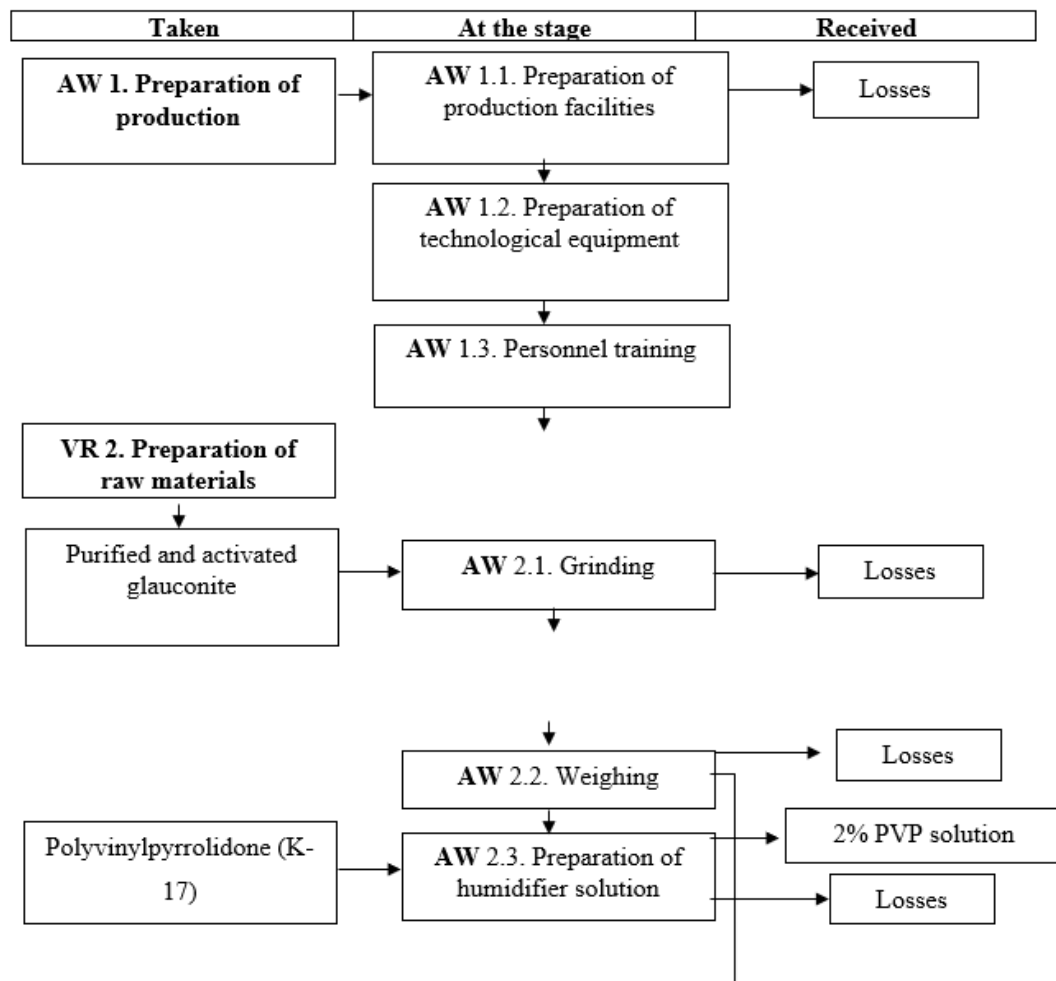 Taken At the stage Received
AW 1. Preparation of
production
AW 1.1. Preparation of
production facilities
Losses
AW 1.2. Preparation of
technological equipment
AW 1.3. Personnel training
VR 2. Preparation of
raw materials
Purified and activated
glauconite
AW 2.1. Grinding
Losses
AW 2.2. Weighing
Losses
Polyvinylpyrrolidone (K-
17)
AW 2.3. Preparation of
humidifier solution
2% PVP solution
Losses